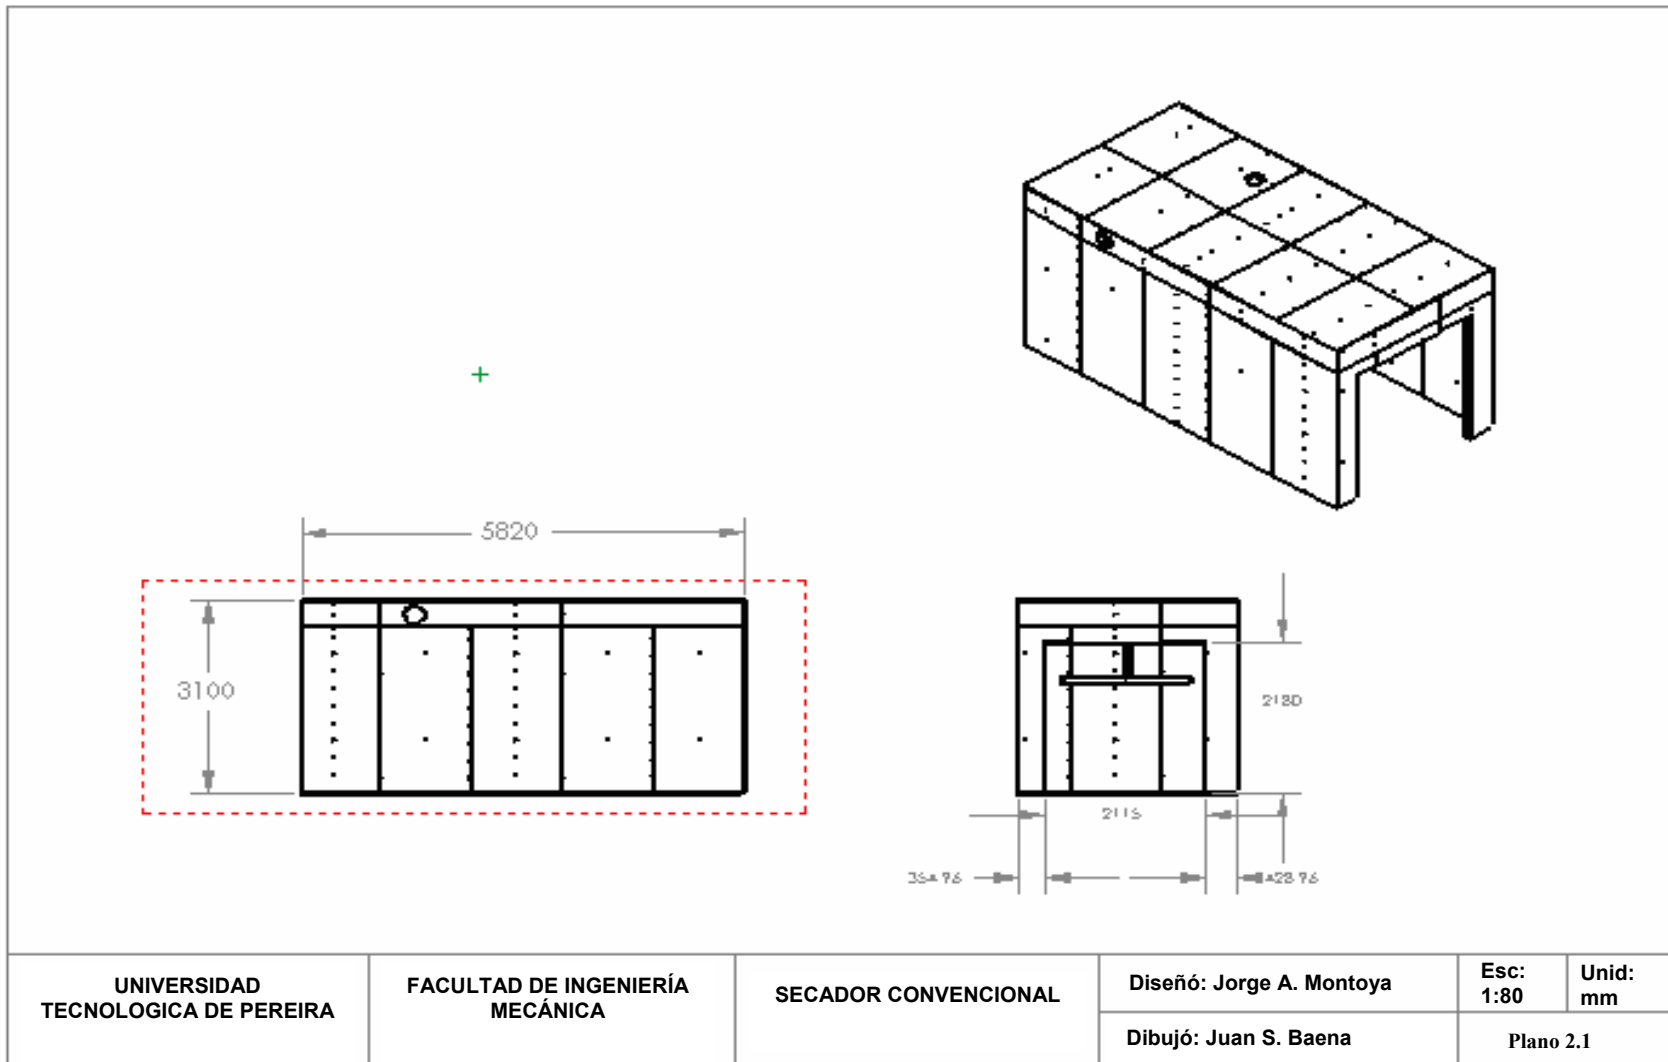 5820
3100
2180
2115
UNIVERSIDAD
TECNOLOGICA DE PEREIRA
FACULTAD DE INGENIERÍA
MECÁNICA
SECADOR CONVENCIONAL
Diseñó: Jorge A. Montoya
Dibujó: Juan S. Baena
Esc:
1:80
Unid:
mm
Plano 2.1